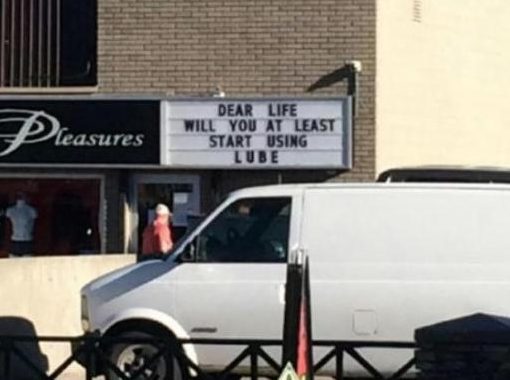 Pleasures
DEAR LIFE
WILL YOU AT LEAST
START USING
LUBE